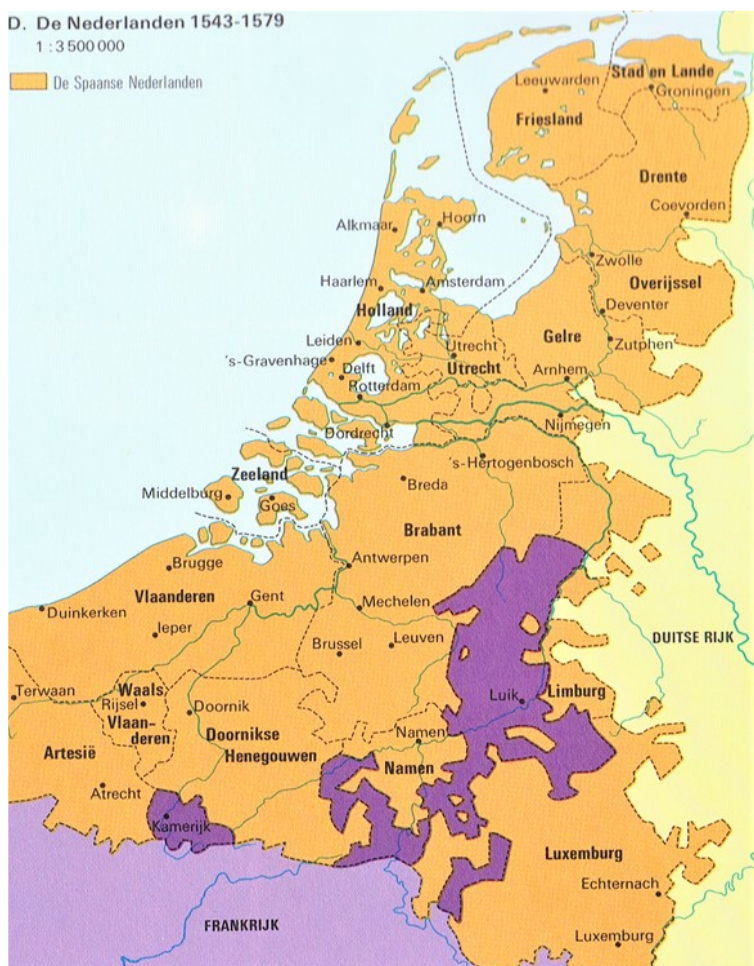 D. De Nederlanden 1543-1579
1 : 3 500 000
De Spaanse Nederlanden
Stad en Lande
Leeuwarden
Groningen
Friesland
Drente
Coevorden
Hoorn
Alkmaar
Zwolle
Haarlem
Amsterdam
Overijssel
Holland
Deventer
Leiden
Utrecht
Gelre
Zutphen
's-Gravenhage
Delft
Utrecht
Arnhem
Rotterdam
Dordrecht
Nijmegen
Zeeland
's-Hertogenbosch
Breda
Middelburg
Goes
Brabant
Brugge
Antwerpen
Vlaanderen
Gent
Mechelen
Duinkerken
Ieper
Brussel
Leuven
DUITSE RIJK
Terwaan
Waals
Rijsel
Vlaan-
deren
Doornik
Luik
Limburg
Doornikse
Namen
Artesië
Henegouwen
Namen
Atrecht
Kamerijk
Luxemburg
Echternach
FRANKRIJK
Luxemburg